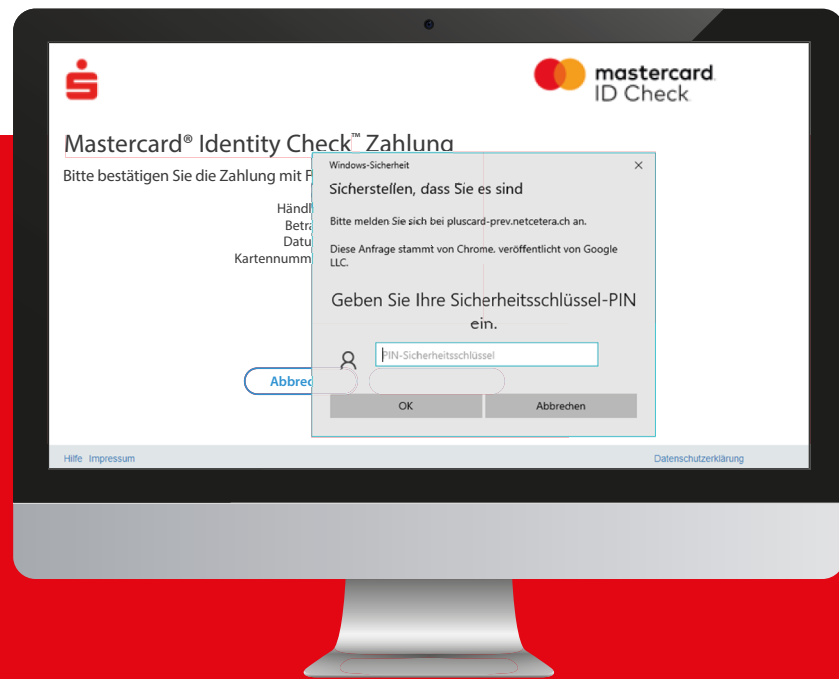 mastercard
ID Check
Mastercard® Identity Check™ Zahlung
Bitte bestätigen Sie die Zahlung mit
Windows-Sicherheit
Sicherstellen, dass Sie es sind
Bitte melden Sie sich bei pluscard-prev.netcetera.ch an.
Diese Anfrage stammt von Chrome, veröffentlicht von Google
LLC.
Händl
Betra
Datu
Kartennumm
Geben Sie Ihre Sicherheitsschlüssel-PIN
ein.
PIN-Sicherheitsschlüssel
Abbrec
OK Abbrechen
Hilfe Impressum Datenschutzerklärung